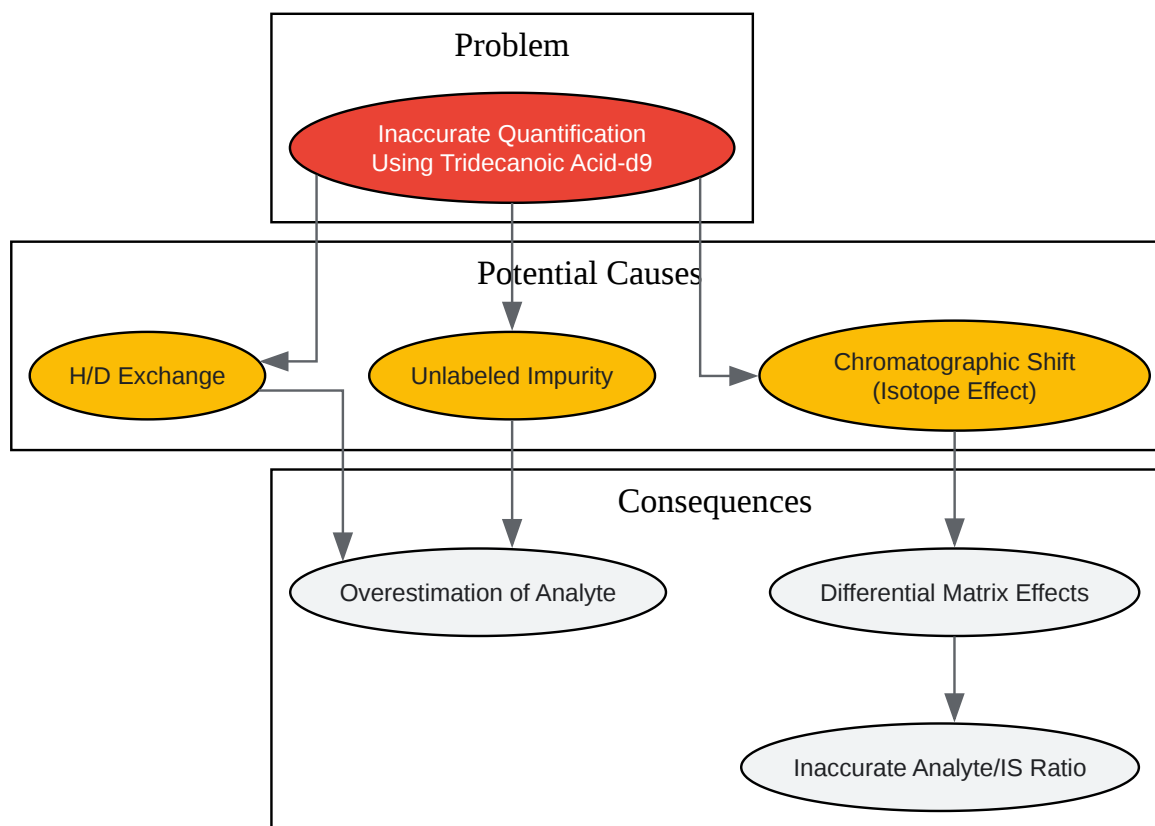 Problem
Inaccurate Quantification
Using Tridecanoic Acid-d9
Potential Causes
H/D Exchange
Unlabeled Impurity
Chromatographic Shift
(Isotope Effect)
Consequences
Overestimation of Analyte
Differential Matrix Effects
Inaccurate Analyte/IS Ratio